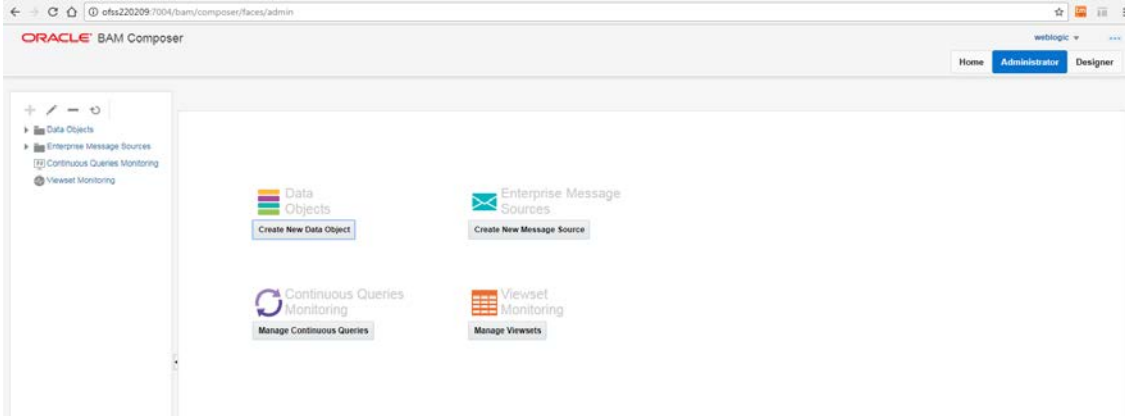 ofss220209:7004/bam/composer/faces/admin
ORACLE BAM Composer
weblogic
Home Administrator Designer
Data Objects
Enterprise Message Sources
Continuous Queries Monitoring
Viewset Monitoring
Data
Objects
Create New Data Object
Enterprise Message
Sources
Create New Message Source
Continuous Queries
Monitoring
Manage Continuous Queries
Viewset
Monitoring
Manage Viewsets